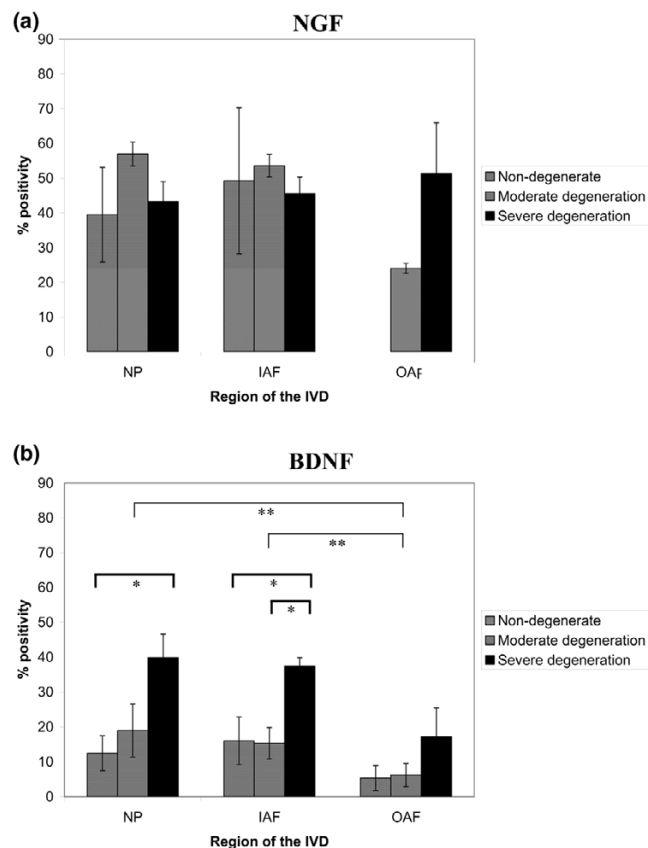 (a)
NGF
90
80
70
60
50
40
30
20
10
0
% positivity
NP
IAF
OAF
Region of the IVD
Non-degenerate
Moderate degeneration
Severe degeneration
(b)
BDNF
90
80
70
60
50
40
30
20
10
0
% positivity
**
**
*
*
*
NP
IAF
OAF
Region of the IVD
Non-degenerate
Moderate degeneration
Severe degeneration